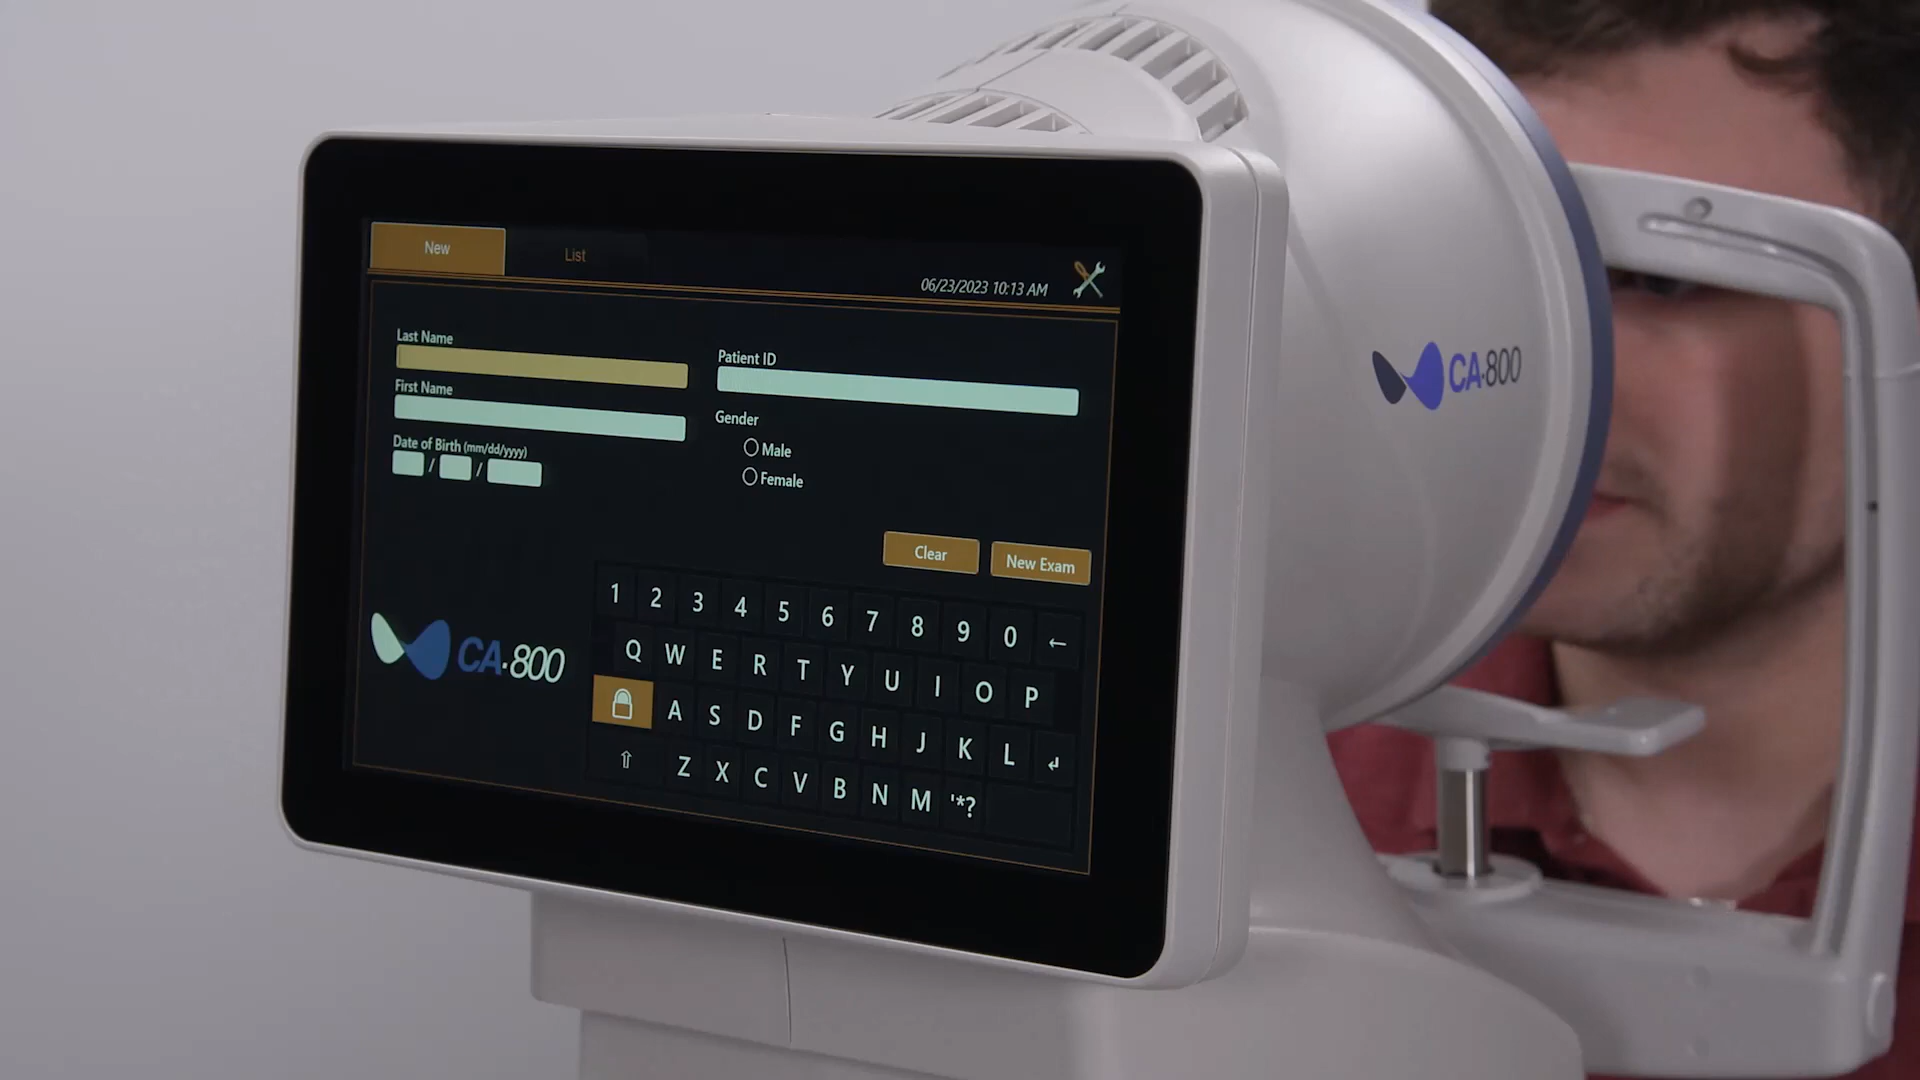 New
List
06/23/2023 10:13 AM
Last Name
Patient ID
First Name
Gender
Date of Birth (mm/dd/yyyy)
/ /
Male
Female
Clear
New Exam
1 2 3 4 5 6 7 8 9 0 ←
Q W E R T Y U I O P
A S D F G H J K L ↲
⇧ Z X C V B N M '*?
CA·800
CA·800